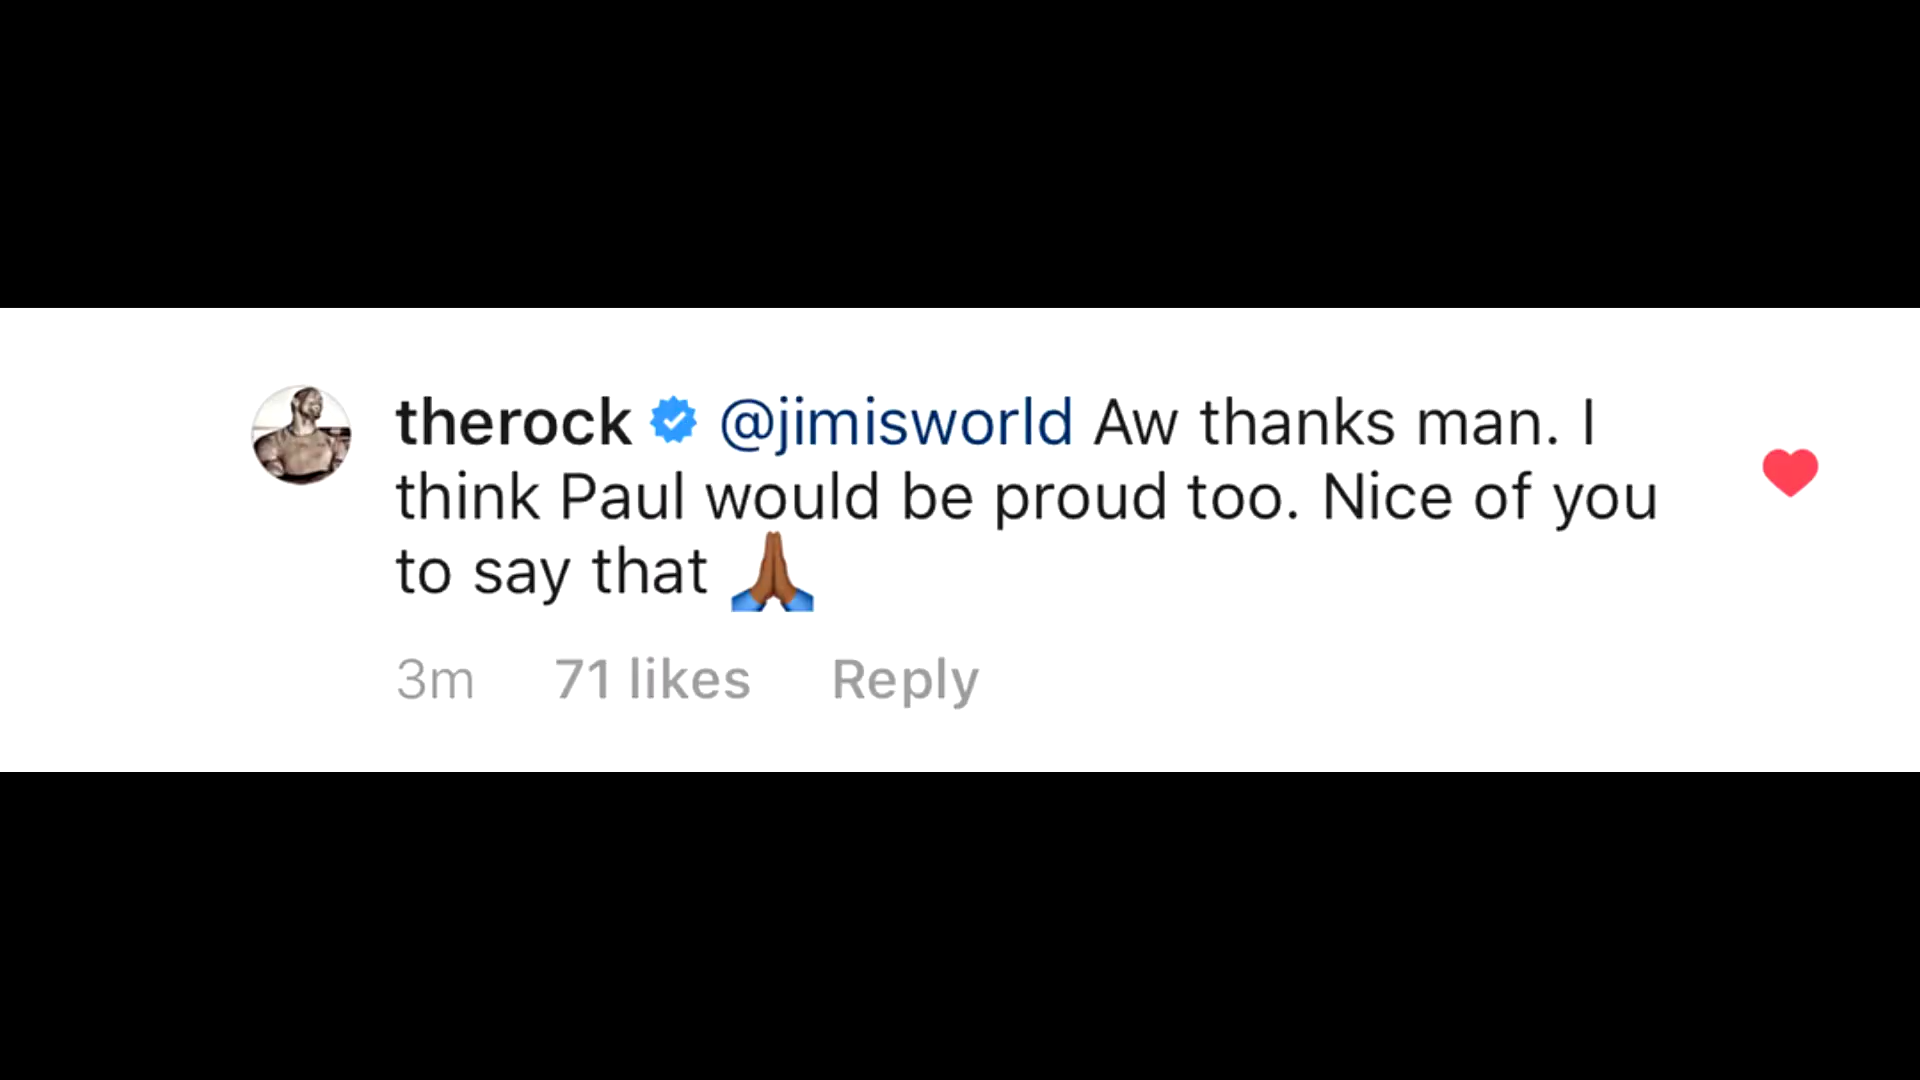 therock @jimisworld Aw thanks man. I
think Paul would be proud too. Nice of you
to say that 🙏🏾
3m 71 likes Reply